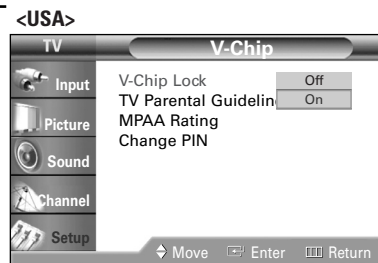 <USA>
TV
V-Chip
Input
Picture
Sound
Channel
Setup
V-Chip Lock
Off
TV Parental Guidelin
On
MPAA Rating
Change PIN
Move
Enter
Return